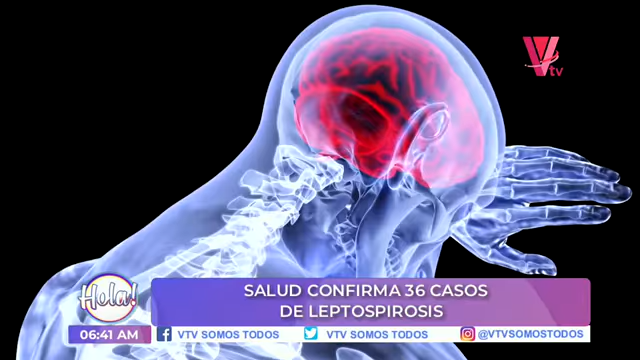 Vtv
Hola!
SALUD CONFIRMA 36 CASOS
DE LEPTOSPIROSIS
06:41 AM
VTV SOMOS TODOS
VTV SOMOS TODOS
@VTVSOMOSTODOS